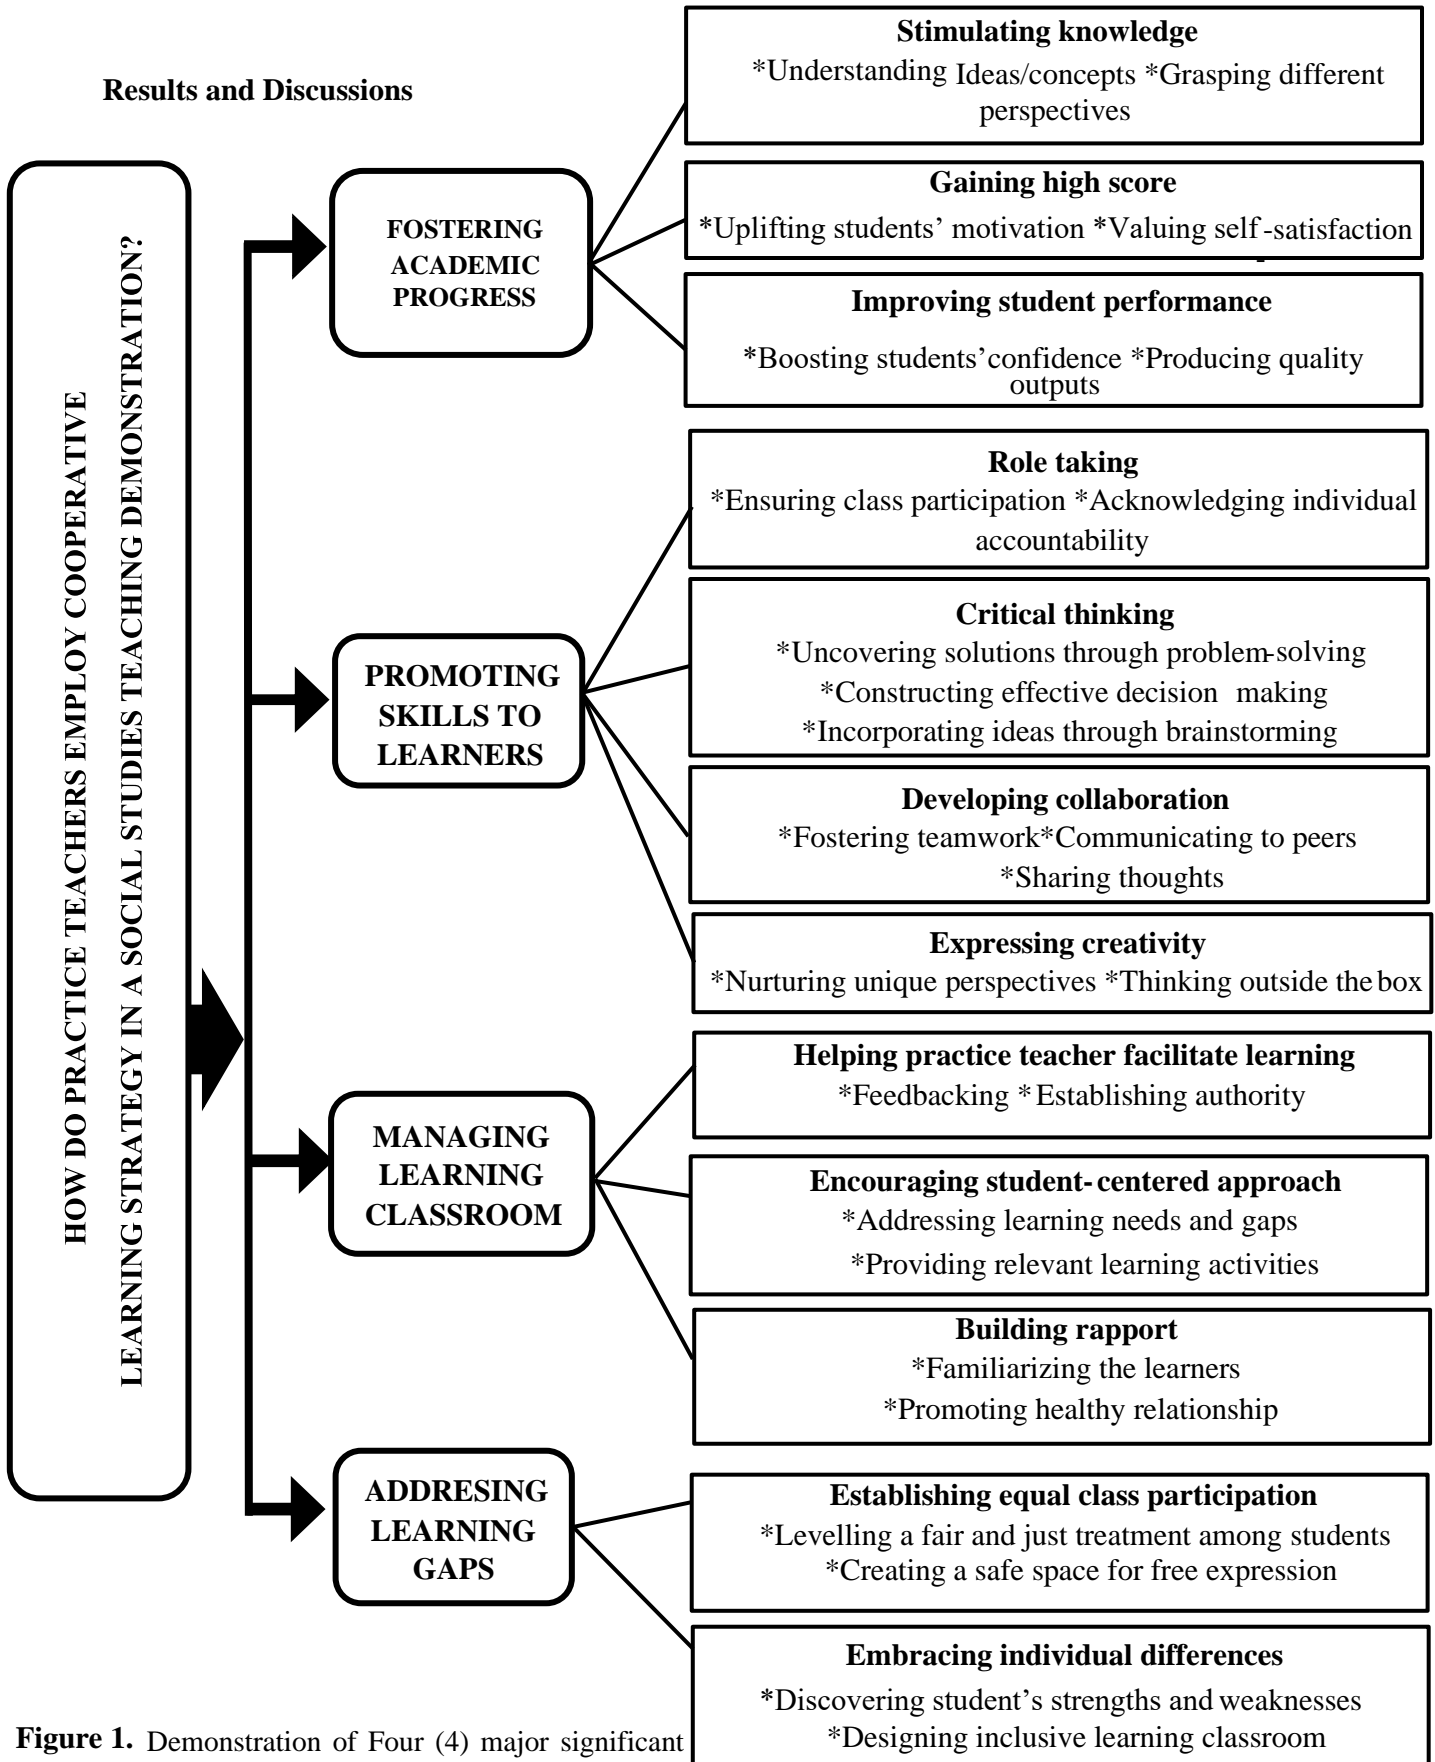 Results and Discussions
HOW DO PRACTICE TEACHERS EMPLOY COOPERATIVE
LEARNING STRATEGY IN A SOCIAL STUDIES TEACHING DEMONSTRATION?
FOSTERING
ACADEMIC
PROGRESS
Stimulating knowledge
*Understanding Ideas/concepts *Grasping different
perspectives
Gaining high score
*Uplifting students’ motivation *Valuing self-satisfaction
Improving student performance
*Boosting students’confidence *Producing quality
outputs
PROMOTING
SKILLS TO
LEARNERS
Role taking
*Ensuring class participation *Acknowledging individual
accountability
Critical thinking
*Uncovering solutions through problem-solving
*Constructing effective decision making
*Incorporating ideas through brainstorming
Developing collaboration
*Fostering teamwork*Communicating to peers
*Sharing thoughts
Expressing creativity
*Nurturing unique perspectives *Thinking outside the box
MANAGING
LEARNING
CLASSROOM
Helping practice teacher facilitate learning
*Feedbacking *Establishing authority
Encouraging student-centered approach
*Addressing learning needs and gaps
*Providing relevant learning activities
Building rapport
*Familiarizing the learners
*Promoting healthy relationship
ADDRESING
LEARNING
GAPS
Establishing equal class participation
*Levelling a fair and just treatment among students
*Creating a safe space for free expression
Embracing individual differences
*Discovering student’s strengths and weaknesses
*Designing inclusive learning classroom
Figure 1. Demonstration of Four (4) major significant